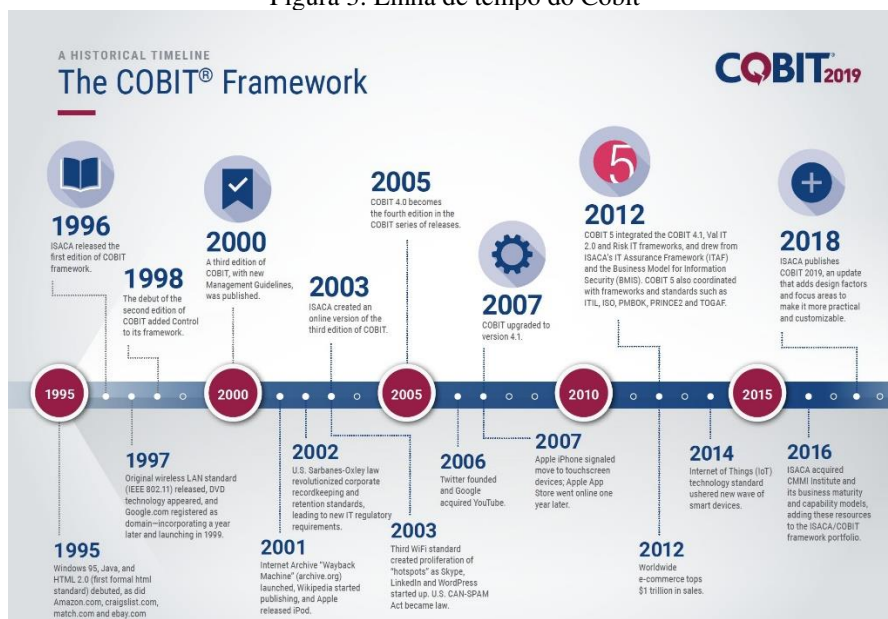 Figura 3: Linha de tempo do Cobit
A HISTORICAL TIMELINE
The COBIT® Framework
COBIT® 2019
1996
ISACA released the
first edition of COBIT
framework.
1998
The debut of the
second edition of
COBIT added Control
to its framework.
2000
A third edition of
COBIT, with new
Management Guidelines,
was published.
2003
ISACA created an
online version of the
third edition of COBIT.
2005
COBIT 4.0 becomes
the fourth edition in the
COBIT series of releases.
2007
COBIT upgraded to
version 4.1.
5
2012
COBIT 5 integrated the COBIT 4.1, Val IT
2.0 and Risk IT frameworks, and drew from
ISACA's IT Assurance Framework (ITAF)
and the Business Model for Information
Security (BMIS). COBIT 5 also coordinated
with frameworks and standards such as
ITIL, ISO, PMBOK, PRINCE2 and TOGAF.
2018
ISACA publishes
COBIT 2019, an update
that adds design factors
and focus areas to
make it more practical
and customizable.
1995
2000
2005
2010
2015
1995
Windows 95, Java, and
HTML 2.0 (first formal html
standard) debuted, as did
Amazon.com, craigslist.com,
match.com and ebay.com
1997
Original wireless LAN standard
(IEEE 802.11) released, DVD
technology appeared, and
Google.com registered as
domain—incorporating a year
later and launching in 1999.
2001
Internet Archive "Wayback
Machine" (archive.org)
launched, Wikipedia started
publishing, and Apple
released iPod.
2002
U.S. Sarbanes-Oxley law
revolutionized corporate
recordkeeping and
retention standards,
leading to new IT regulatory
requirements.
2003
Third WiFi standard
created proliferation of
"hotspots" as Skype,
LinkedIn and WordPress
started up. U.S. CAN-SPAM
Act became law.
2006
Twitter founded
and Google
acquired YouTube.
2007
Apple iPhone signaled
move to touchscreen
devices; Apple App
Store went online one
year later.
2012
Worldwide
e-commerce tops
$1 trillion in sales.
2014
Internet of Things (IoT)
technology standard
ushered new wave of
smart devices.
2016
ISACA acquired
CMMI Institute and
its business maturity
and capability models,
adding these resources
to the ISACA/COBIT
framework portfolio.